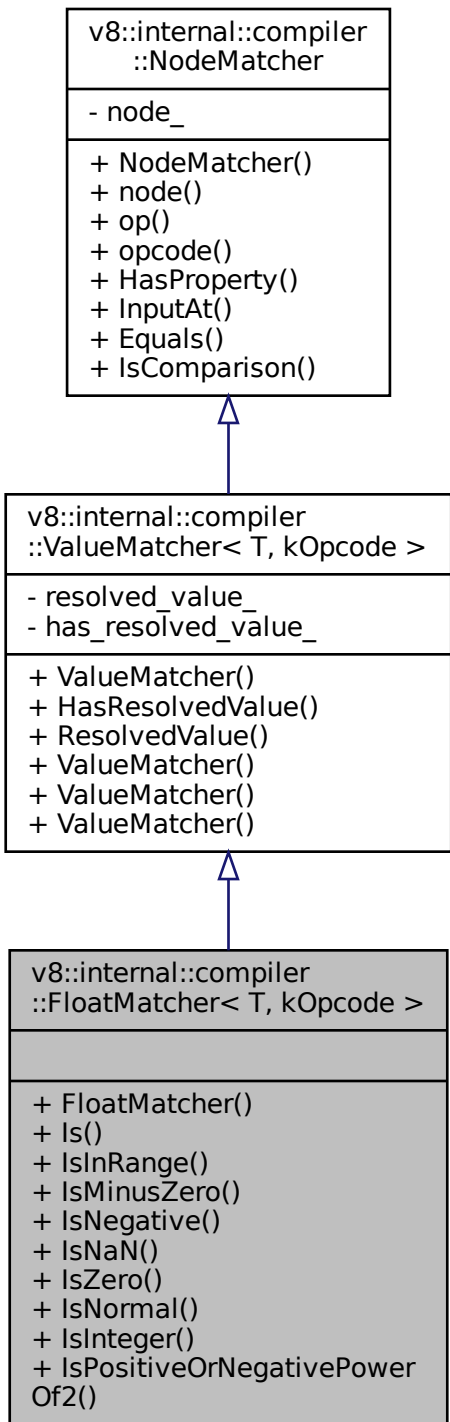 v8::internal::compiler
::NodeMatcher
- node_
+ NodeMatcher()
+ node()
+ op()
+ opcode()
+ HasProperty()
+ InputAt()
+ Equals()
+ IsComparison()
v8::internal::compiler
::ValueMatcher< T, kOpcode >
- resolved_value_
- has_resolved_value_
+ ValueMatcher()
+ HasResolvedValue()
+ ResolvedValue()
+ ValueMatcher()
+ ValueMatcher()
+ ValueMatcher()
v8::internal::compiler
::FloatMatcher< T, kOpcode >
+ FloatMatcher()
+ Is()
+ IsInRange()
+ IsMinusZero()
+ IsNegative()
+ IsNaN()
+ IsZero()
+ IsNormal()
+ IsInteger()
+ IsPositiveOrNegativePower
Of2()